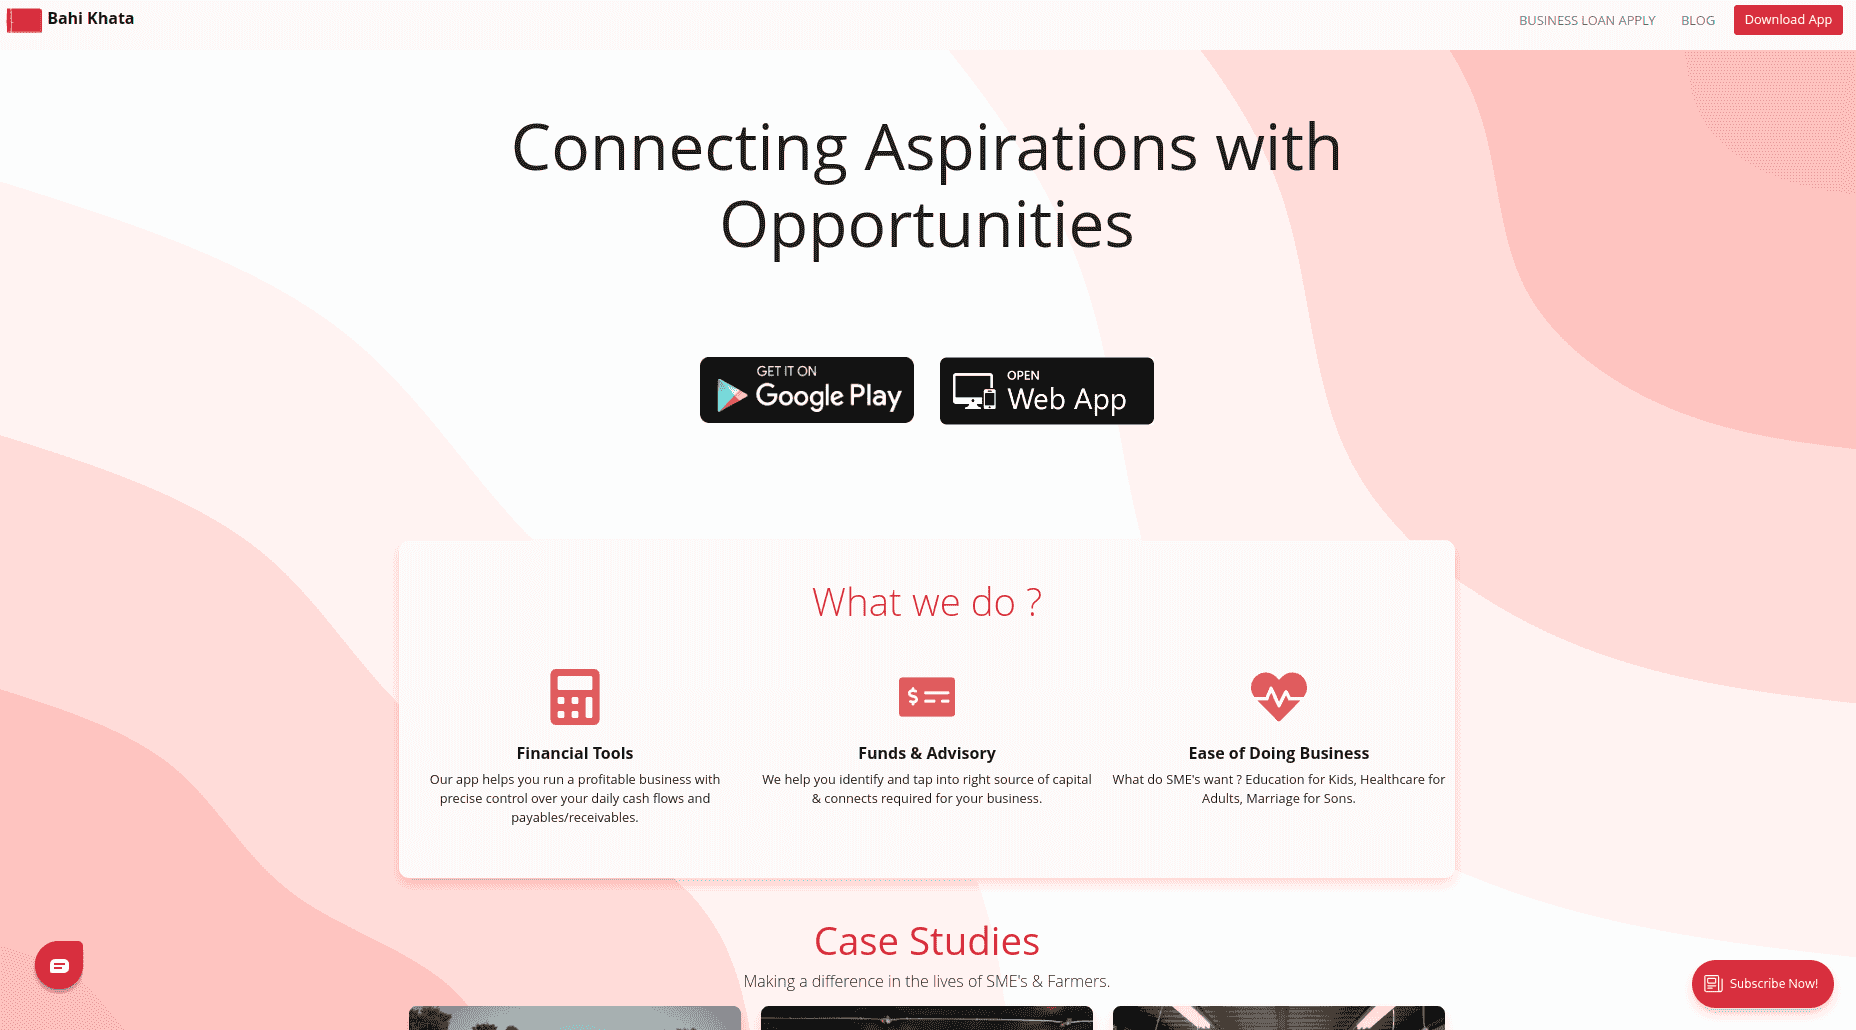 Bahi Khata
BUSINESS LOAN APPLY
BLOG
Download App
Connecting Aspirations with
Opportunities
GET IT ON
Google Play
OPEN
Web App
What we do ?
Financial Tools
Our app helps you run a profitable business with
precise control over your daily cash flows and
payables/receivables.
Funds & Advisory
We help you identify and tap into right source of capital
& connects required for your business.
Ease of Doing Business
What do SME's want ? Education for Kids, Healthcare for
Adults, Marriage for Sons.
Case Studies
Making a difference in the lives of SME's & Farmers.
Subscribe Now!